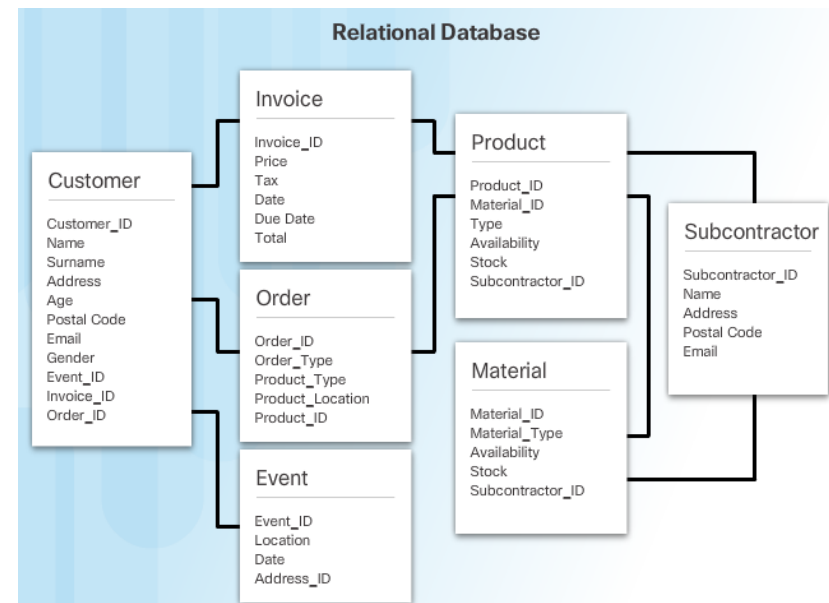 Relational Database
Customer
Customer_ID
Name
Surname
Address
Age
Postal Code
Email
Gender
Event_ID
Invoice_ID
Order_ID
Invoice
Invoice_ID
Price
Tax
Date
Due Date
Total
Order
Order_ID
Order_Type
Product_Type
Product_Location
Product_ID
Event
Event_ID
Location
Date
Address_ID
Product
Product_ID
Material_ID
Type
Availability
Stock
Subcontractor_ID
Material
Material_ID
Material_Type
Availability
Stock
Subcontractor_ID
Subcontractor
Subcontractor_ID
Name
Address
Postal Code
Email